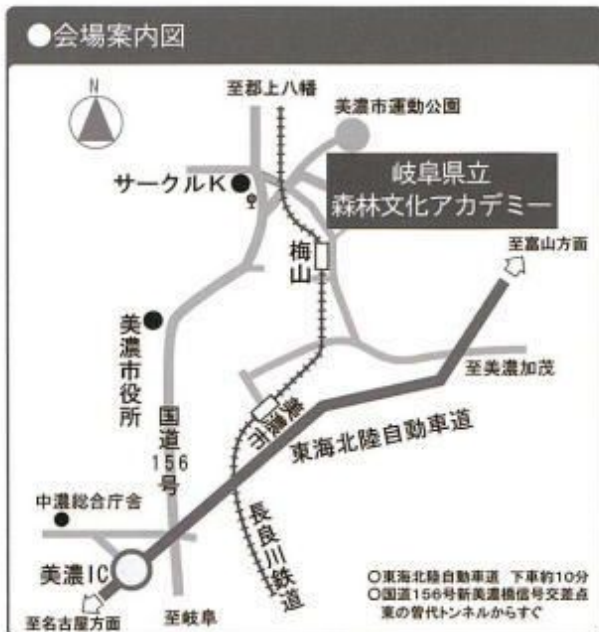 ●会場案内図
N
至郡上八幡
美濃市運動公園
サークルK
岐阜県立
森林文化アカデミー
至富山方面
梅山
美濃市役所
至美濃加茂
美濃市
東海北陸自動車道
国道156号
中濃総合庁舎
長良川鉄道
美濃IC
○東海北陸自動車道 下車約10分
○国道156号新美濃橋信号交差点
東の曽代トンネルからすぐ
至名古屋方面
至岐阜